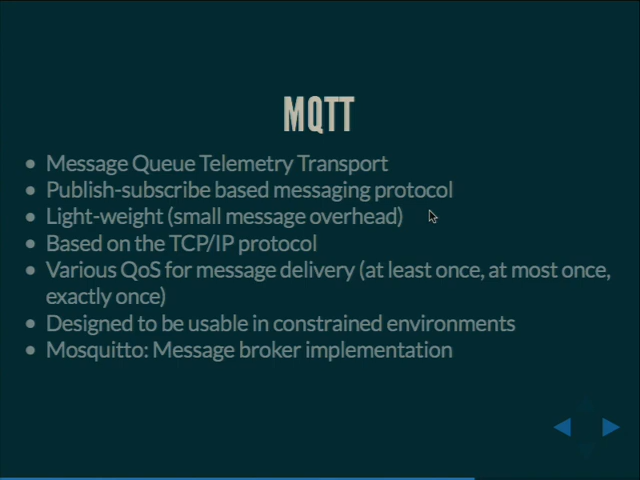 MQTT
Message Queue Telemetry Transport
Publish-subscribe based messaging protocol
Light-weight (small message overhead)
Based on the TCP/IP protocol
Various QoS for message delivery (at least once, at most once,
exactly once)
Designed to be usable in constrained environments
Mosquitto: Message broker implementation